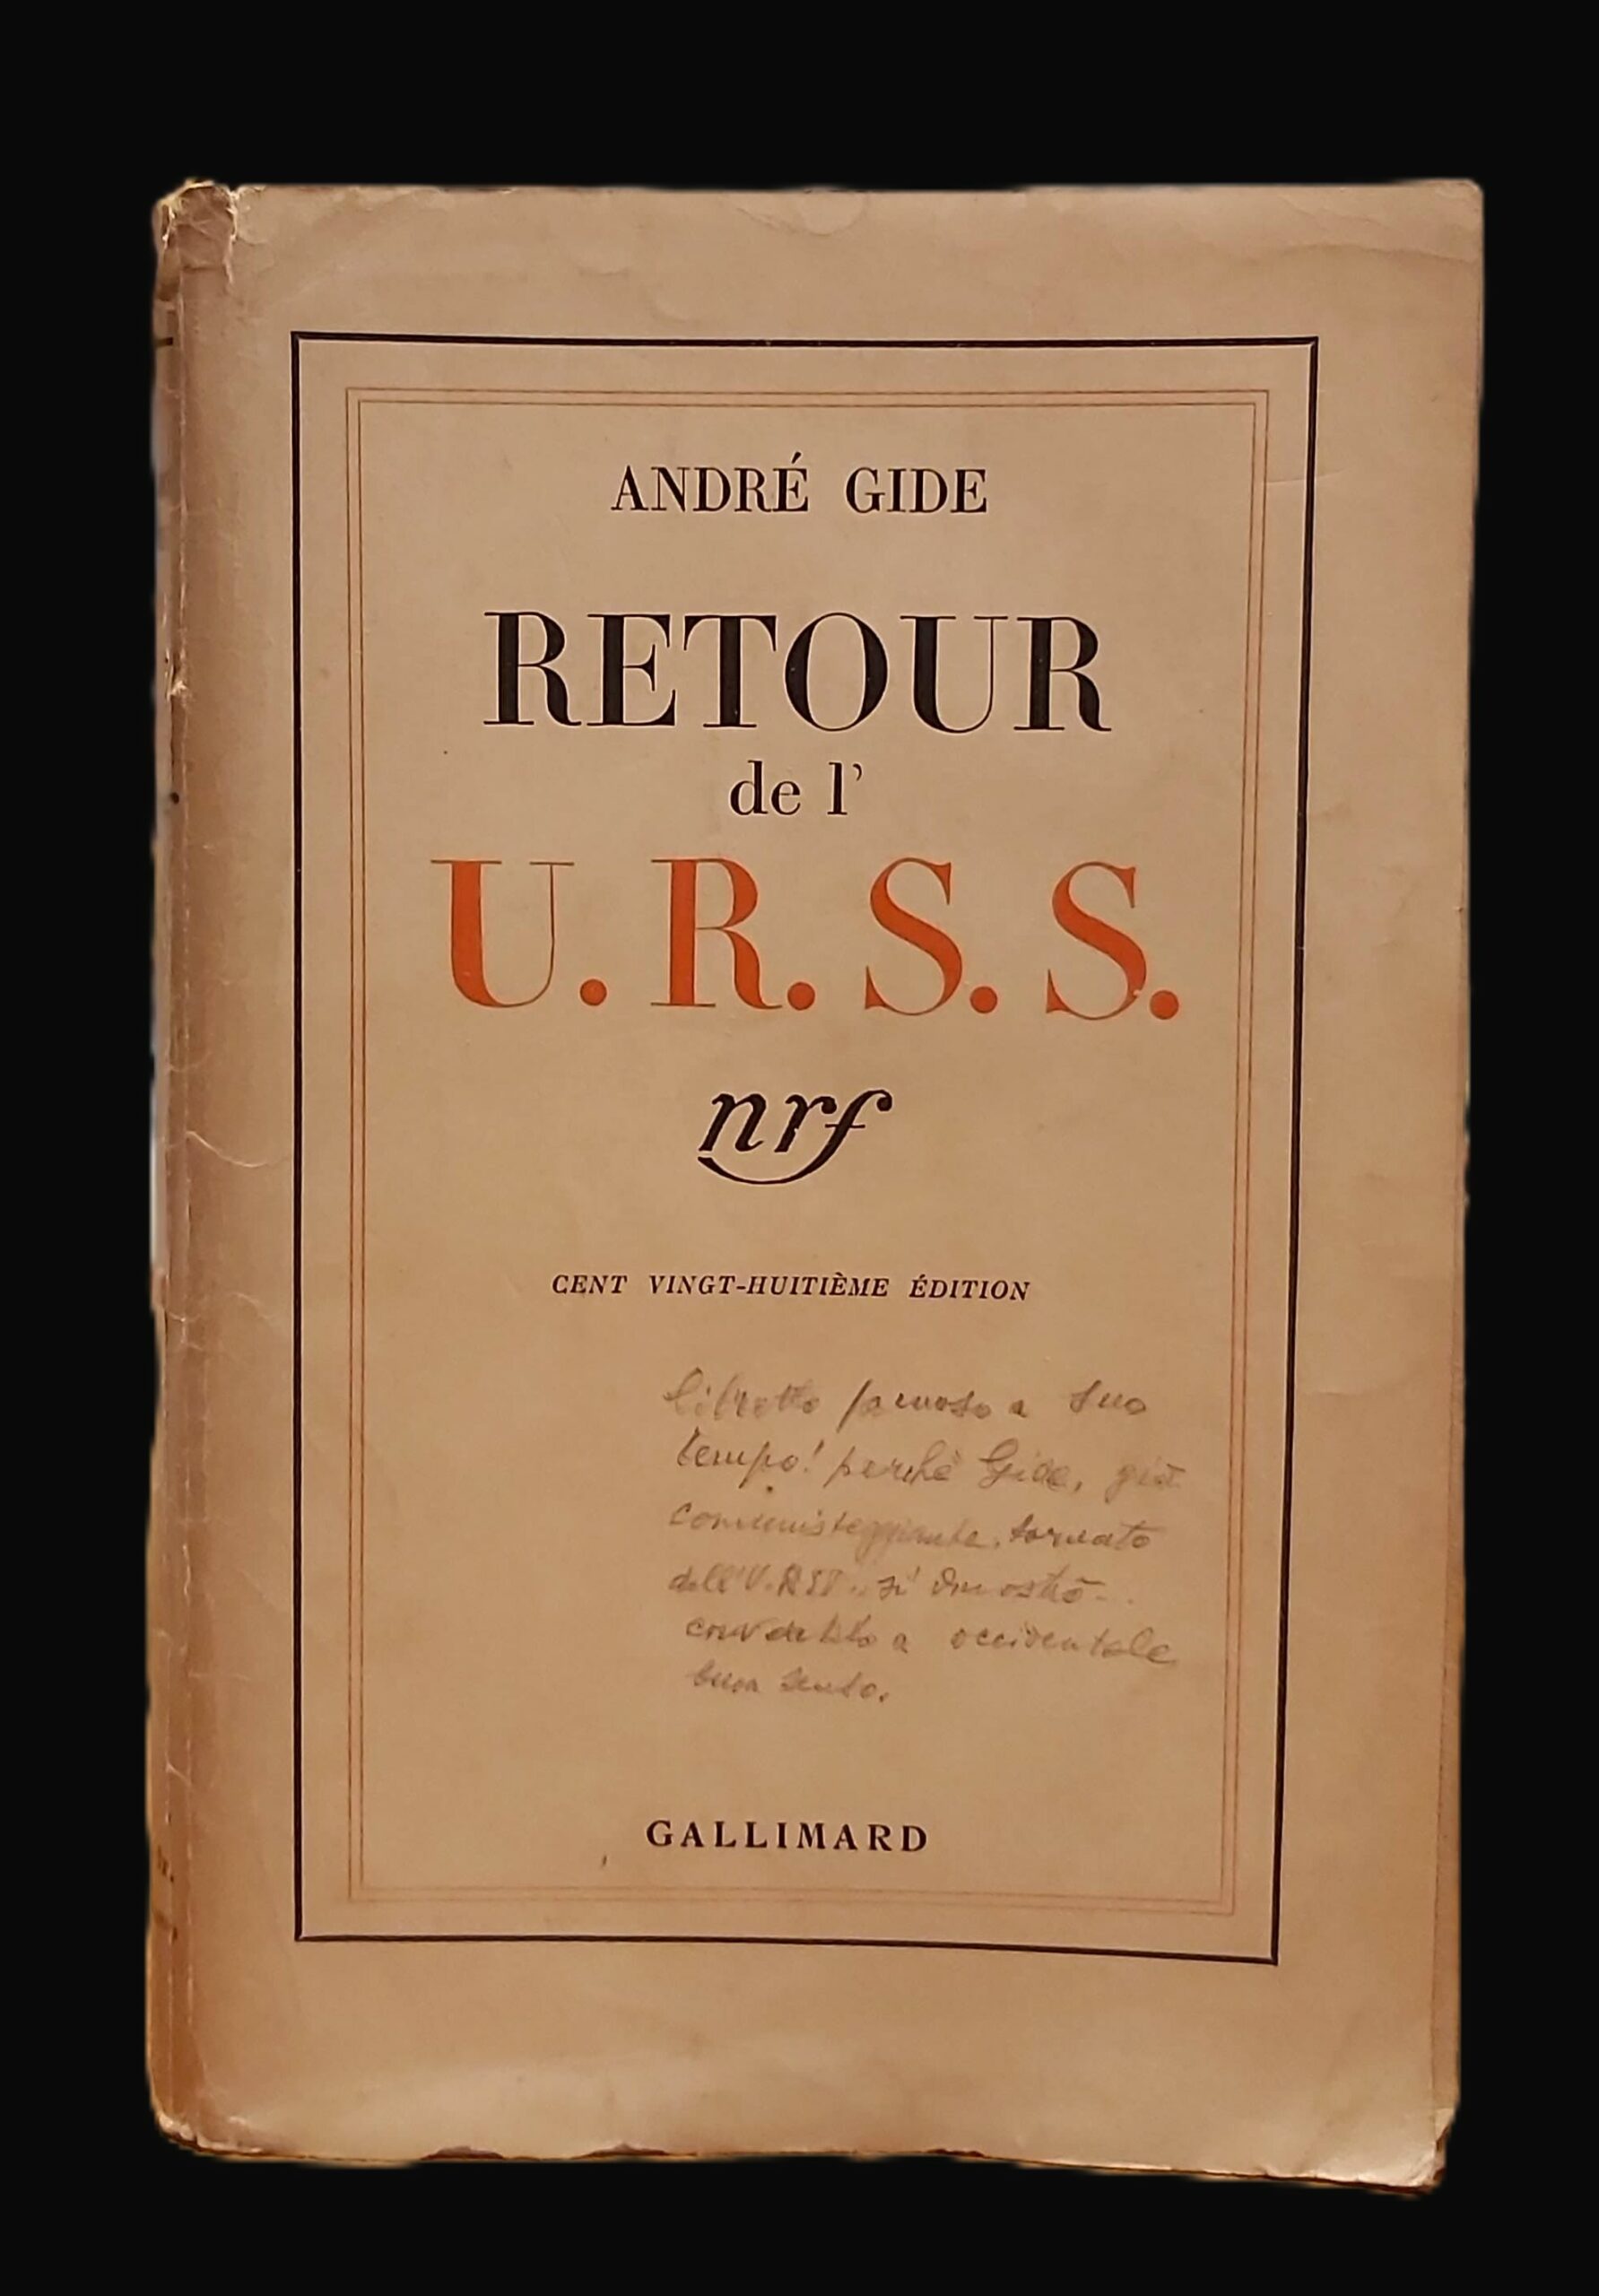 ANDRÉ GIDE
RETOUR
de l'
U. R. S. S.
nrf
CENT VINGT-HUITIÈME ÉDITION
libretto famoso a suo
tempo! perché Gide, già
comunisteggiante, tornato
dall'U.R.S.S. si dimostrò
convertito a occidentale
buon senso.
GALLIMARD